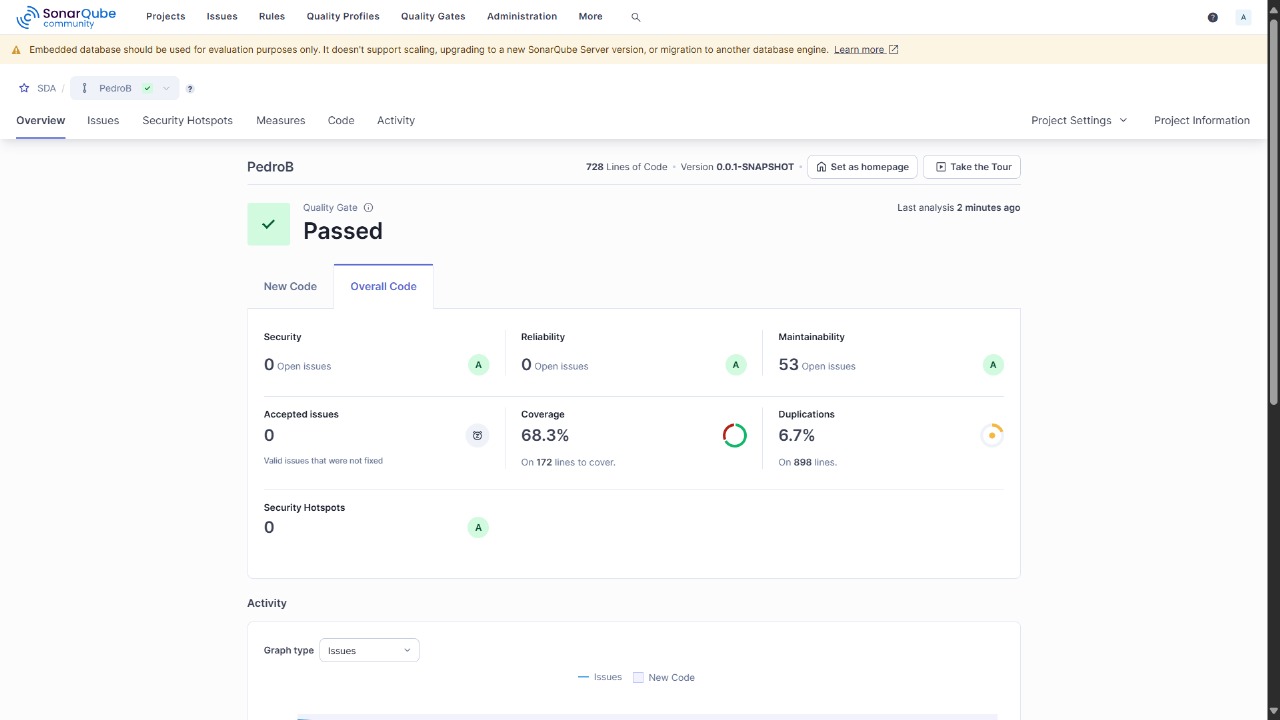 SonarQube community Projects Issues Rules Quality Profiles Quality Gates Administration More ? A
Embedded database should be used for evaluation purposes only. It doesn't support scaling, upgrading to a new SonarQube Server version, or migration to another database engine. Learn more
SDA / PedroB ?
Overview Issues Security Hotspots Measures Code Activity Project Settings Project Information
PedroB 728 Lines of Code • Version 0.0.1-SNAPSHOT • Set as homepage Take the Tour
Quality Gate Last analysis 2 minutes ago
Passed
New Code Overall Code
Security Reliability Maintainability
0 Open issues A 0 Open issues A 53 Open issues A
Accepted issues Coverage Duplications
0 68.3% 6.7%
Valid issues that were not fixed On 172 lines to cover. On 898 lines.
Security Hotspots
0 A
Activity
Graph type Issues
Issues New Code